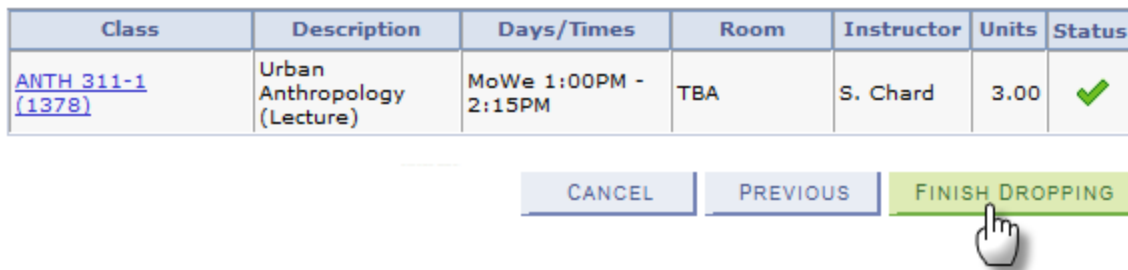 Class Description Days/Times Room Instructor Units Status
ANTH 311-1 (1378) Urban Anthropology (Lecture) MoWe 1:00PM - 2:15PM TBA S. Chard 3.00
CANCEL PREVIOUS FINISH DROPPING